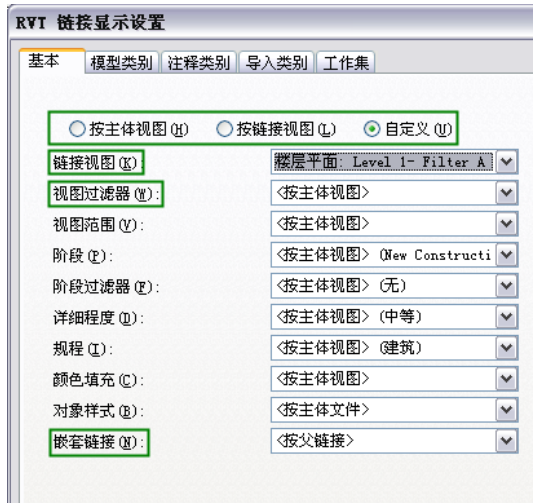 RVT 链接显示设置
基本 模型类别 注释类别 导入类别 工作集
按主体视图(H) 按链接视图(L) 自定义(U)
链接视图(K): 楼层平面: Level 1- Filter A
视图过滤器(W): <按主体视图>
视图范围(V): <按主体视图>
阶段(P): <按主体视图> (New Constructi
阶段过滤器(F): <按主体视图> (无)
详细程度(D): <按主体视图> (中等)
规程(I): <按主体视图> (建筑)
颜色填充(C): <按主体视图>
对象样式(B): <按主体文件>
嵌套链接(N): <按父链接>